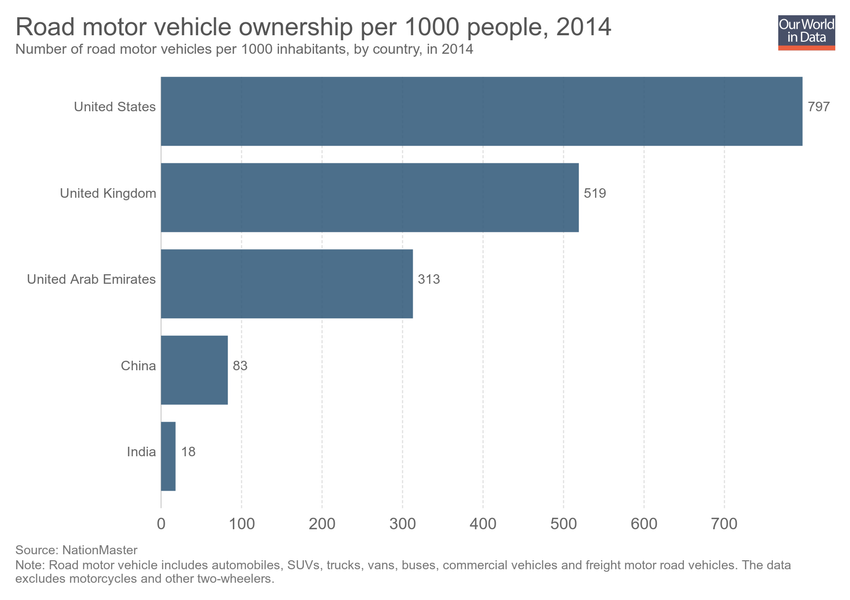 Road motor vehicle ownership per 1000 people, 2014
Number of road motor vehicles per 1000 inhabitants, by country, in 2014
Our World
in Data
United States
797
United Kingdom
519
United Arab Emirates
313
China
83
India
18
0 100 200 300 400 500 600 700
Source: NationMaster
Note: Road motor vehicle includes automobiles, SUVs, trucks, vans, buses, commercial vehicles and freight motor road vehicles. The data
excludes motorcycles and other two-wheelers.